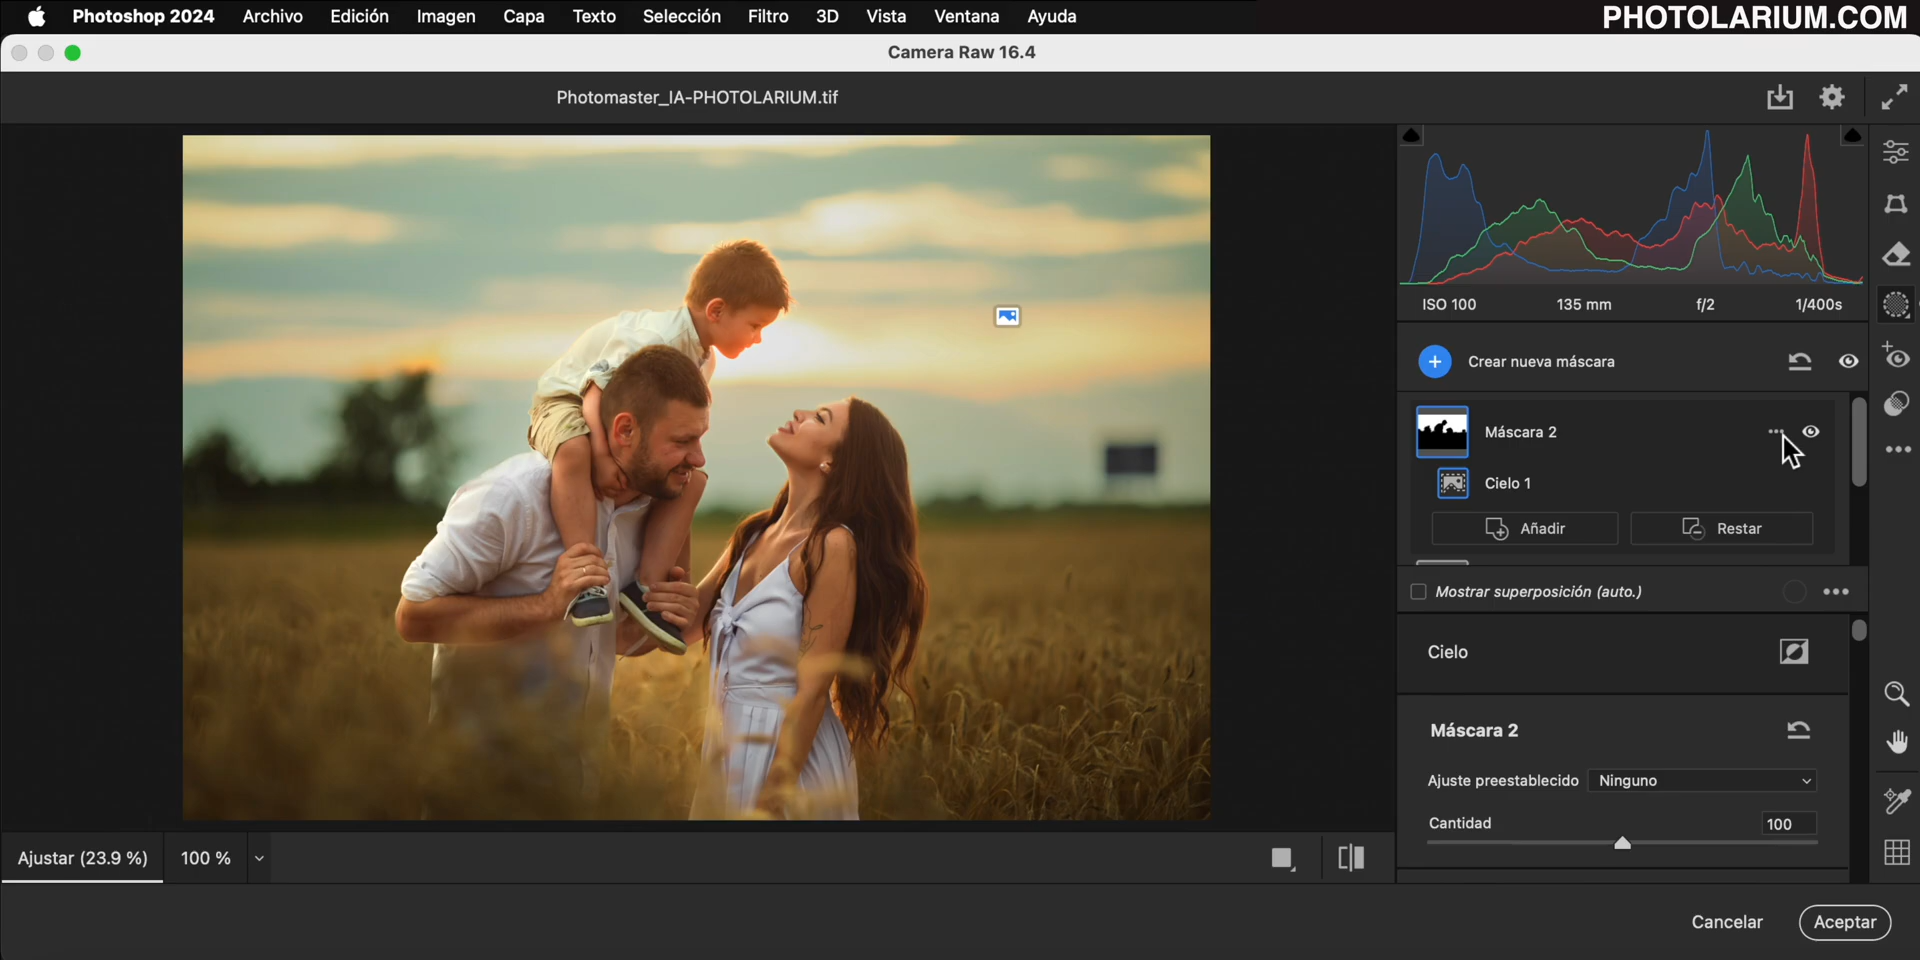 Photoshop 2024 Archivo Edición Imagen Capa Texto Selección Filtro 3D Vista Ventana Ayuda
PHOTOLARIUM.COM
Camera Raw 16.4
Photomaster_IA-PHOTOLARIUM.tif
ISO 100 135 mm f/2 1/400s
Crear nueva máscara
Máscara 2
Cielo 1
Añadir Restar
Mostrar superposición (auto.)
Cielo
Máscara 2
Ajuste preestablecido Ninguno
Cantidad 100
Ajustar (23.9 %) 100 %
Cancelar Aceptar